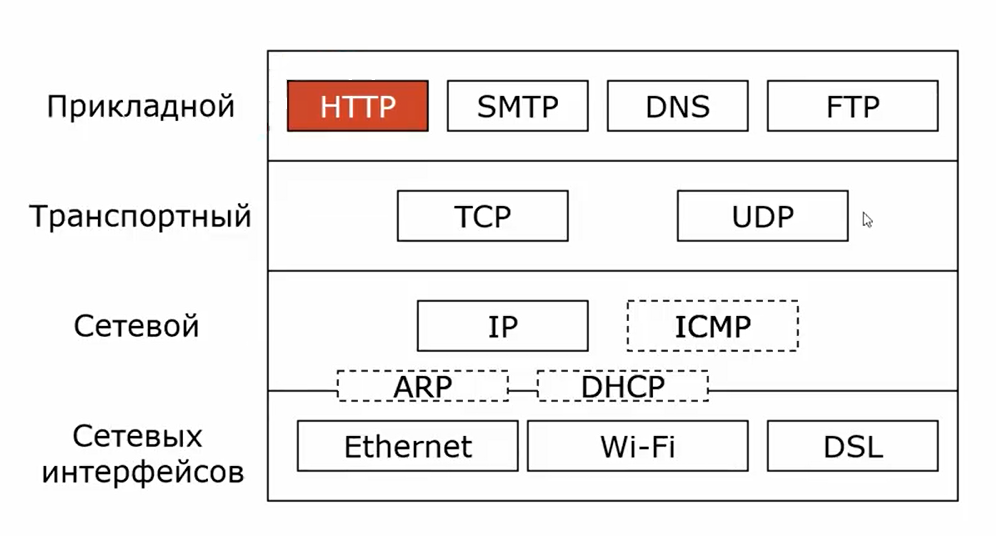 Прикладной
HTTP SMTP DNS FTP
Транспортный
TCP UDP
Сетевой
IP ICMP
ARP DHCP
Сетевых
интерфейсов
Ethernet Wi-Fi DSL